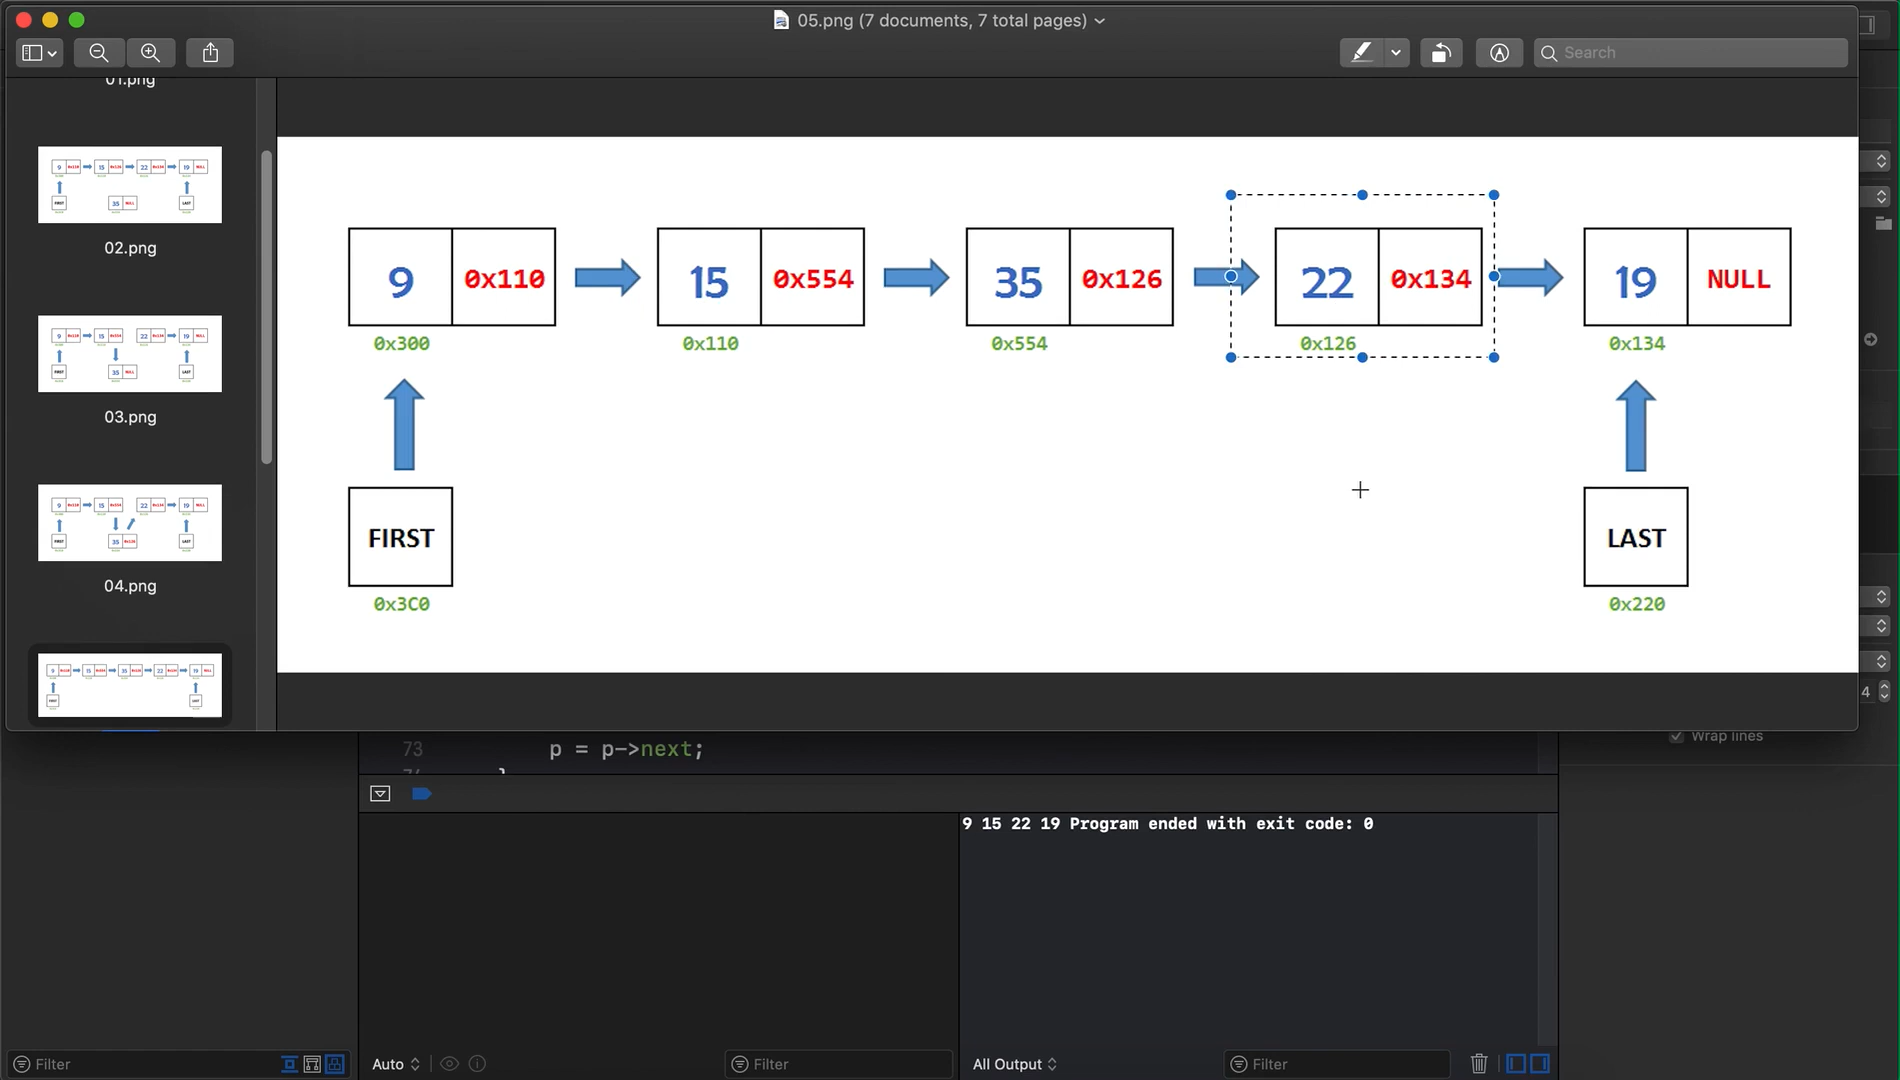 05.png (7 documents, 7 total pages)
Search
01.png
02.png
03.png
04.png
9 0x110 15 0x554 35 0x126 22 0x134 19 NULL
0x300 0x110 0x554 0x126 0x134
FIRST LAST
0x3C0 0x220
4
73 p = p->next;
Wrap lines
9 15 22 19 Program ended with exit code: 0
Filter Auto Filter All Output Filter